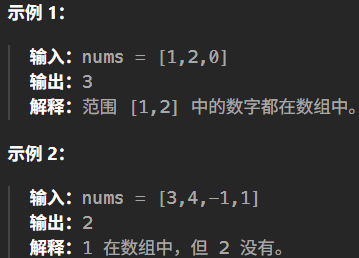 示例 1：
输入：nums = [1,2,0]
输出：3
解释：范围 [1,2] 中的数字都在数组中。
示例 2：
输入：nums = [3,4,-1,1]
输出：2
解释：1 在数组中，但 2 没有。